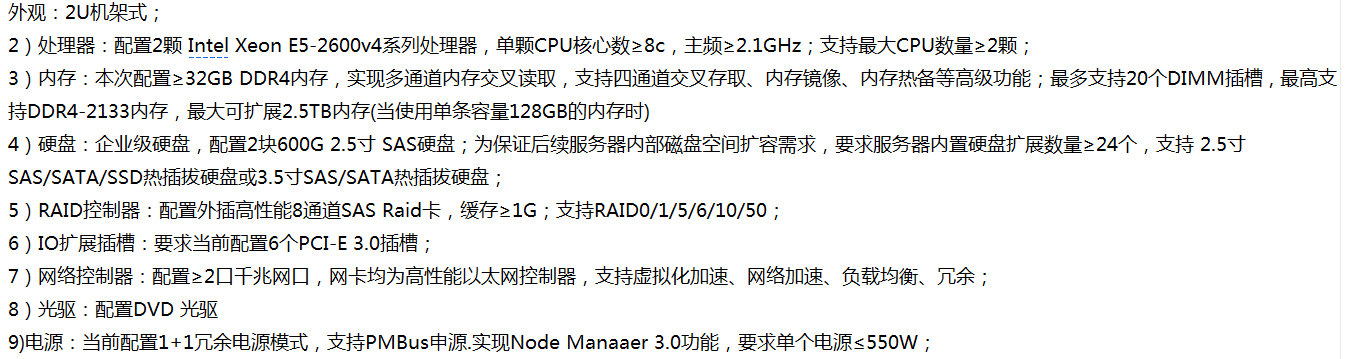 外观：2U机架式；
2）处理器：配置2颗 Intel Xeon E5-2600v4系列处理器，单颗CPU核心数≥8c，主频≥2.1GHz；支持最大CPU数量≥2颗；
3）内存：本次配置≥32GB DDR4内存，实现多通道内存交叉读取，支持四通道交叉存取、内存镜像、内存热备等高级功能；最多支持20个DIMM插槽，最高支
持DDR4-2133内存，最大可扩展2.5TB内存(当使用单条容量128GB的内存时)
4）硬盘：企业级硬盘，配置2块600G 2.5寸 SAS硬盘；为保证后续服务器内部磁盘空间扩容需求，要求服务器内置硬盘扩展数量≥24个，支持 2.5寸
SAS/SATA/SSD热插拔硬盘或3.5寸SAS/SATA热插拔硬盘；
5）RAID控制器：配置外插高性能8通道SAS Raid卡，缓存≥1G；支持RAID0/1/5/6/10/50；
6）IO扩展插槽：要求当前配置6个PCI-E 3.0插槽；
7）网络控制器：配置≥2口千兆网口，网卡均为高性能以太网控制器，支持虚拟化加速、网络加速、负载均衡、冗余；
8）光驱：配置DVD 光驱
9)电源：当前配置1+1冗余电源模式，支持PMBus申源.实现Node Manaaer 3.0功能，要求单个电源≤550W；